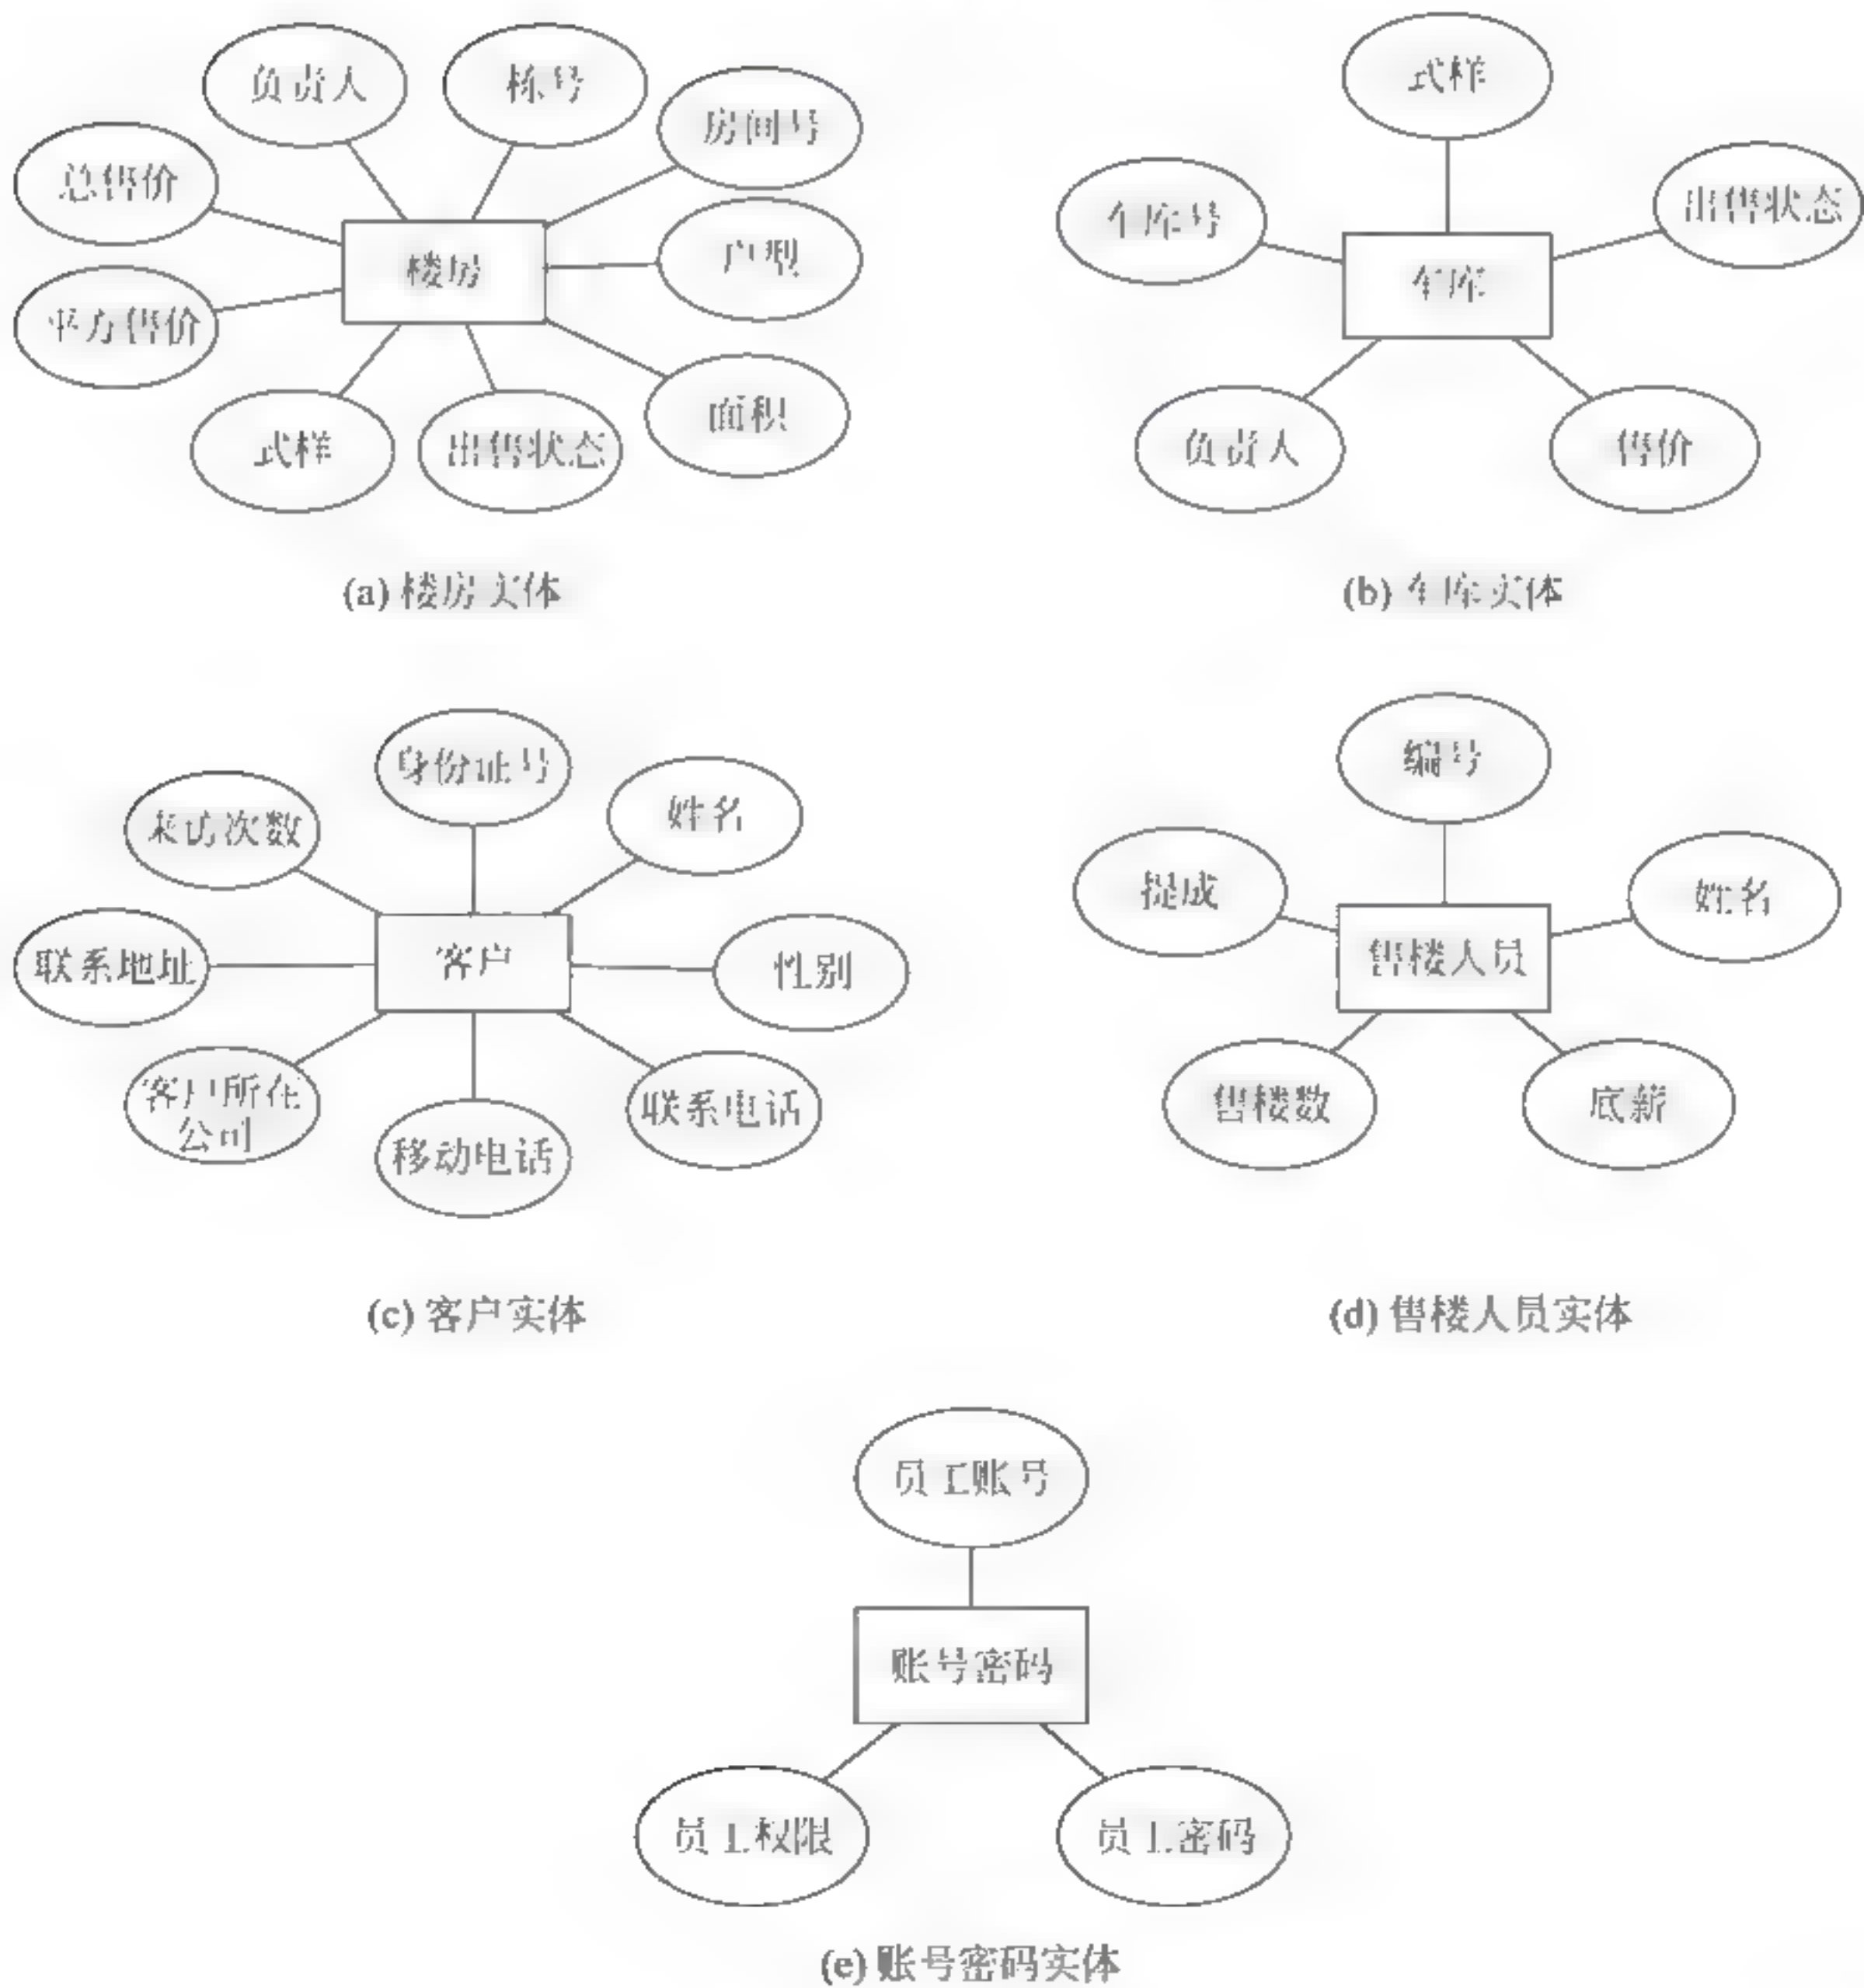 负责人
栋号
房间号
总售价
户型
楼房
平方售价
面积
式样
出售状态
(a) 楼房实体
式样
车库号
出售状态
车库
负责人
售价
(b) 车库实体
身份证号
姓名
来访次数
客户
联系地址
性别
客户所在
公司
移动电话
联系电话
(c) 客户实体
编号
提成
姓名
售楼人员
售楼数
底薪
(d) 售楼人员实体
员工账号
账号密码
员工权限
员工密码
(e) 账号密码实体